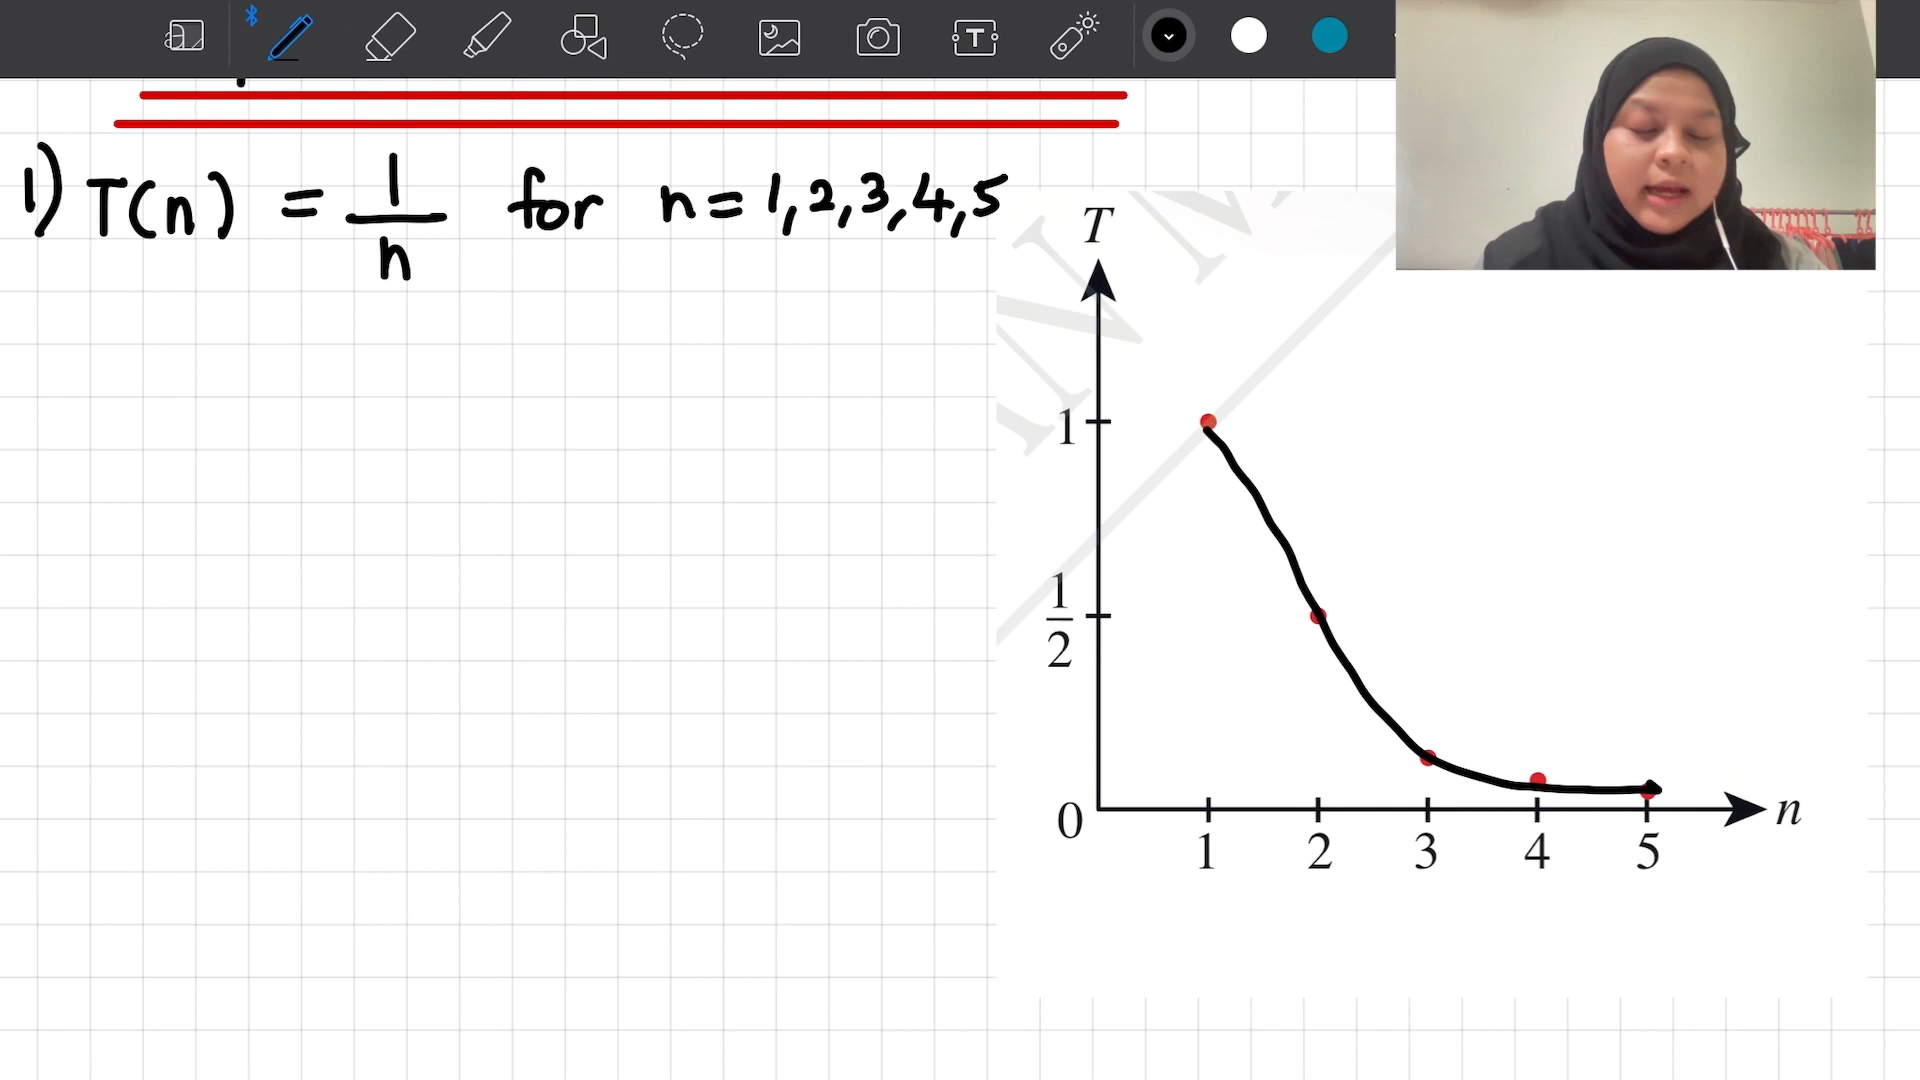 1) T(n) = 1/n for n = 1,2,3,4,5
T
1
1/2
0
n
1 2 3 4 5
T